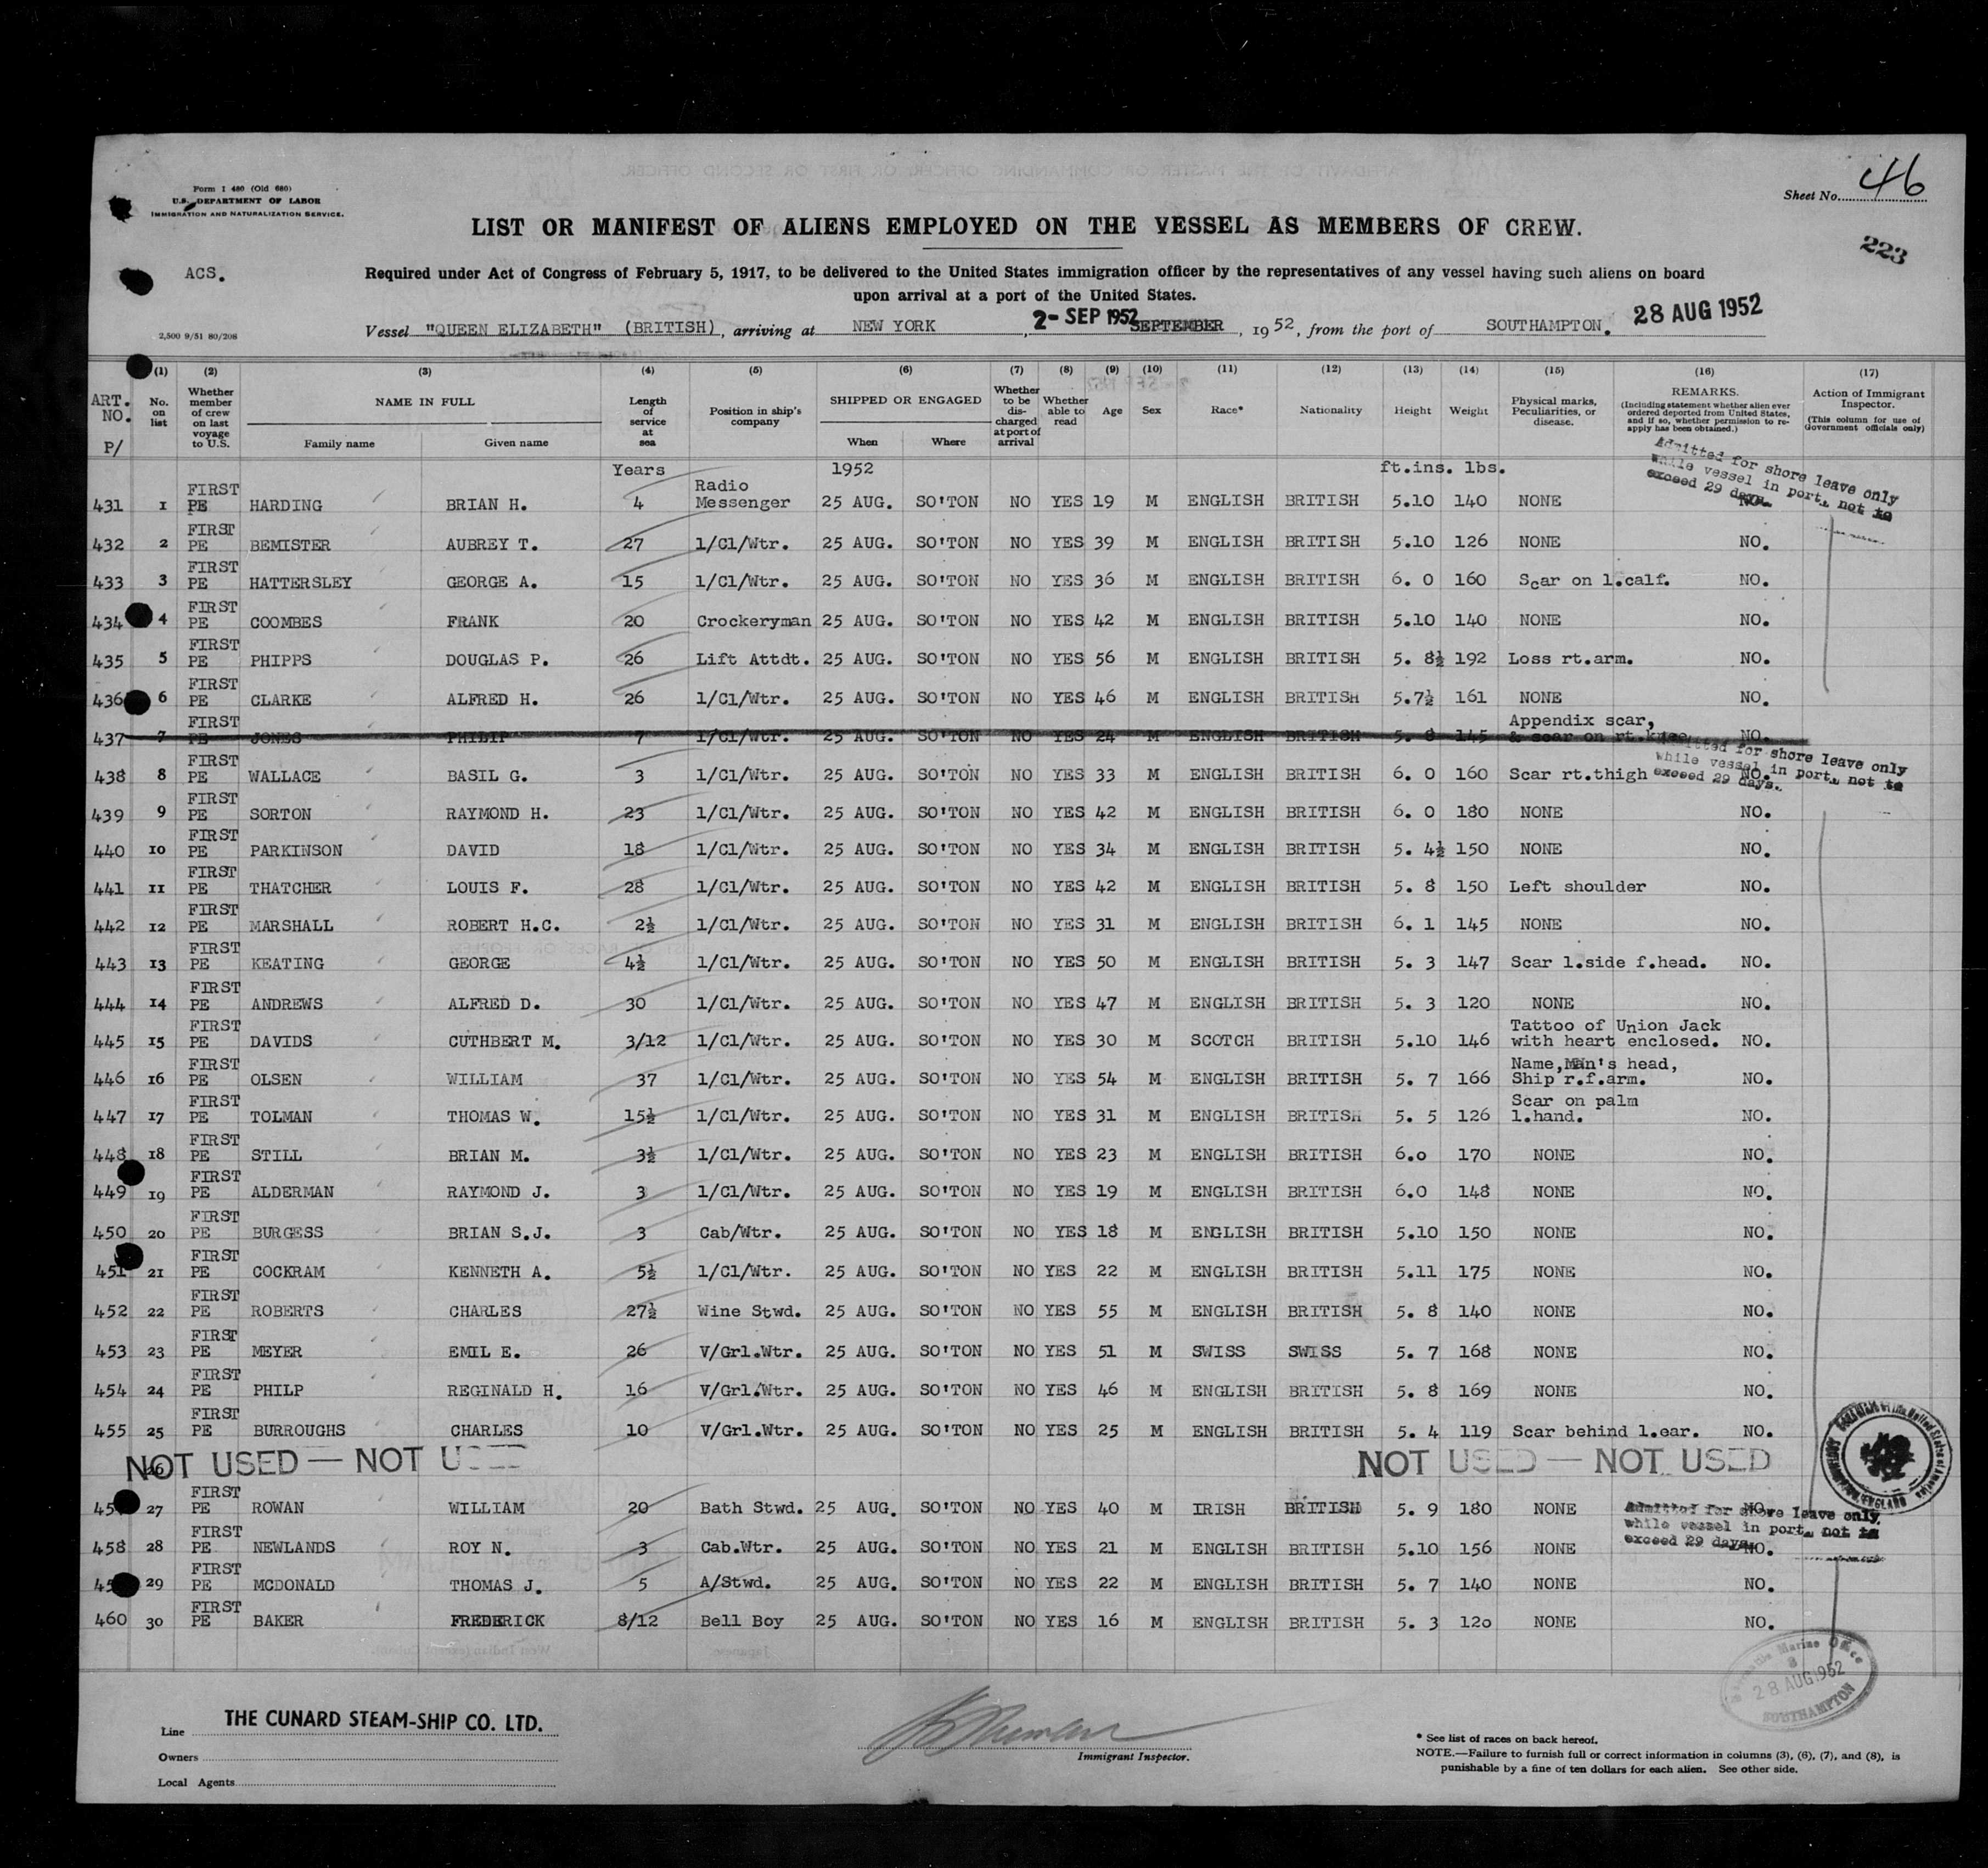 Form I 480 (Old 680)
U.S. DEPARTMENT OF LABOR
IMMIGRATION AND NATURALIZATION SERVICE.
Sheet No. 46
LIST OR MANIFEST OF ALIENS EMPLOYED ON THE VESSEL AS MEMBERS OF CREW.
223
ACS.
Required under Act of Congress of February 5, 1917, to be delivered to the United States immigration officer by the representatives of any vessel having such aliens on board
upon arrival at a port of the United States.
28 AUG 1952
2- SEP 1952
Vessel "QUEEN ELIZABETH" (BRITISH), arriving at NEW YORK, SEPTEMBER, 1952, from the port of SOUTHAMPTON.
2,500 9/51 80/208
(1) (2) (3) (4) (5) (6) (7) (8) (9) (10) (11) (12) (13) (14) (15) (16) (17)
ART. NO. P/
No. on list
Whether member of crew on last voyage to U.S.
NAME IN FULL
Family name Given name
Length of service at sea
Position in ship's company
SHIPPED OR ENGAGED
When Where
Whether to be discharged at port of arrival
Whether able to read
Age
Sex
Race*
Nationality
Height
Weight
Physical marks, Peculiarities, or disease.
REMARKS.
(Including statement whether alien ever ordered deported from United States, and if so, whether permission to reapply has been obtained.)
Action of Immigrant Inspector.
(This column for use of Government officials only)
Years 1952 ft.ins. lbs.
Admitted for shore leave only
while vessel in port, not to
exceed 29 days.
431 1 FIRST PE HARDING BRIAN H. 4 Radio Messenger 25 AUG. SO'TON NO YES 19 M ENGLISH BRITISH 5.10 140 NONE NO.
432 2 FIRST PE BEMISTER AUBREY T. 27 1/Cl/Wtr. 25 AUG. SO'TON NO YES 39 M ENGLISH BRITISH 5.10 126 NONE NO.
433 3 FIRST PE HATTERSLEY GEORGE A. 15 1/Cl/Wtr. 25 AUG. SO'TON NO YES 36 M ENGLISH BRITISH 6. 0 160 Scar on l.calf. NO.
434 4 FIRST PE COOMBES FRANK 20 Crockeryman 25 AUG. SO'TON NO YES 42 M ENGLISH BRITISH 5.10 140 NONE NO.
435 5 FIRST PE PHIPPS DOUGLAS P. 26 Lift Attdt. 25 AUG. SO'TON NO YES 56 M ENGLISH BRITISH 5. 8½ 192 Loss rt.arm. NO.
436 6 FIRST PE CLARKE ALFRED H. 26 1/Cl/Wtr. 25 AUG. SO'TON NO YES 46 M ENGLISH BRITISH 5.7½ 161 NONE NO.
437 7 FIRST PE JONES PHILIP 7 1/Cl/Wtr. 25 AUG. SO'TON NO YES 24 M ENGLISH BRITISH 5. 8 145 Appendix scar, & scar on rt.knee NO.
Admitted for shore leave only
while vessel in port, not to
exceed 29 days.
438 8 FIRST PE WALLACE BASIL G. 3 1/Cl/Wtr. 25 AUG. SO'TON NO YES 33 M ENGLISH BRITISH 6. 0 160 Scar rt.thigh NO.
439 9 FIRST PE SORTON RAYMOND H. 23 1/Cl/Wtr. 25 AUG. SO'TON NO YES 42 M ENGLISH BRITISH 6. 0 180 NONE NO.
440 10 FIRST PE PARKINSON DAVID 18 1/Cl/Wtr. 25 AUG. SO'TON NO YES 34 M ENGLISH BRITISH 5. 4½ 150 NONE NO.
441 11 FIRST PE THATCHER LOUIS F. 28 1/Cl/Wtr. 25 AUG. SO'TON NO YES 42 M ENGLISH BRITISH 5. 8 150 Left shoulder NO.
442 12 FIRST PE MARSHALL ROBERT H.C. 2½ 1/Cl/Wtr. 25 AUG. SO'TON NO YES 31 M ENGLISH BRITISH 6. 1 145 NONE NO.
443 13 FIRST PE KEATING GEORGE 4½ 1/Cl/Wtr. 25 AUG. SO'TON NO YES 50 M ENGLISH BRITISH 5. 3 147 Scar l.side f.head. NO.
444 14 FIRST PE ANDREWS ALFRED D. 30 1/Cl/Wtr. 25 AUG. SO'TON NO YES 47 M ENGLISH BRITISH 5. 3 120 NONE NO.
445 15 FIRST PE DAVIDS CUTHBERT M. 3/12 1/Cl/Wtr. 25 AUG. SO'TON NO YES 30 M SCOTCH BRITISH 5.10 146 Tattoo of Union Jack with heart enclosed. NO.
446 16 FIRST PE OLSEN WILLIAM 37 1/Cl/Wtr. 25 AUG. SO'TON NO YES 54 M ENGLISH BRITISH 5. 7 166 Name,Man's head, Ship r.f.arm. NO.
447 17 FIRST PE TOLMAN THOMAS W. 15½ 1/Cl/Wtr. 25 AUG. SO'TON NO YES 31 M ENGLISH BRITISH 5. 5 126 Scar on palm l.hand. NO.
448 18 FIRST PE STILL BRIAN M. 3½ 1/Cl/Wtr. 25 AUG. SO'TON NO YES 23 M ENGLISH BRITISH 6.0 170 NONE NO.
449 19 FIRST PE ALDERMAN RAYMOND J. 3 1/Cl/Wtr. 25 AUG. SO'TON NO YES 19 M ENGLISH BRITISH 6.0 148 NONE NO.
450 20 FIRST PE BURGESS BRIAN S.J. 3 Cab/Wtr. 25 AUG. SO'TON NO YES 18 M ENGLISH BRITISH 5.10 150 NONE NO.
451 21 FIRST PE COCKRAM KENNETH A. 5½ 1/Cl/Wtr. 25 AUG. SO'TON NO YES 22 M ENGLISH BRITISH 5.11 175 NONE NO.
452 22 FIRST PE ROBERTS CHARLES 27½ Wine Stwd. 25 AUG. SO'TON NO YES 55 M ENGLISH BRITISH 5. 8 140 NONE NO.
453 23 FIRST PE MEYER EMIL E. 26 V/Grl.Wtr. 25 AUG. SO'TON NO YES 51 M SWISS SWISS 5. 7 168 NONE NO.
454 24 FIRST PE PHILP REGINALD H. 16 V/Grl.Wtr. 25 AUG. SO'TON NO YES 46 M ENGLISH BRITISH 5. 8 169 NONE NO.
455 25 FIRST PE BURROUGHS CHARLES 10 V/Grl.Wtr. 25 AUG. SO'TON NO YES 25 M ENGLISH BRITISH 5. 4 119 Scar behind l.ear. NO.
26 NOT USED — NOT USED NOT USED — NOT USED
27 FIRST PE ROWAN WILLIAM 20 Bath Stwd. 25 AUG. SO'TON NO YES 40 M IRISH BRITISH 5. 9 180 NONE NO.
Admitted for shore leave only
while vessel in port, not to
exceed 29 days.
458 28 FIRST PE NEWLANDS ROY N. 3 Cab.Wtr. 25 AUG. SO'TON NO YES 21 M ENGLISH BRITISH 5.10 156 NONE NO.
29 FIRST PE MCDONALD THOMAS J. 5 A/Stwd. 25 AUG. SO'TON NO YES 22 M ENGLISH BRITISH 5. 7 140 NONE NO.
460 30 FIRST PE BAKER FREDERICK 8/12 Bell Boy 25 AUG. SO'TON NO YES 16 M ENGLISH BRITISH 5. 3 120 NONE NO.
Marine Office
28 AUG 1952
SOUTHAMPTON
Line THE CUNARD STEAM-SHIP CO. LTD.
Owners
Local Agents
Immigrant Inspector.
* See list of races on back hereof.
NOTE.—Failure to furnish full or correct information in columns (3), (6), (7), and (8), is
punishable by a fine of ten dollars for each alien. See other side.